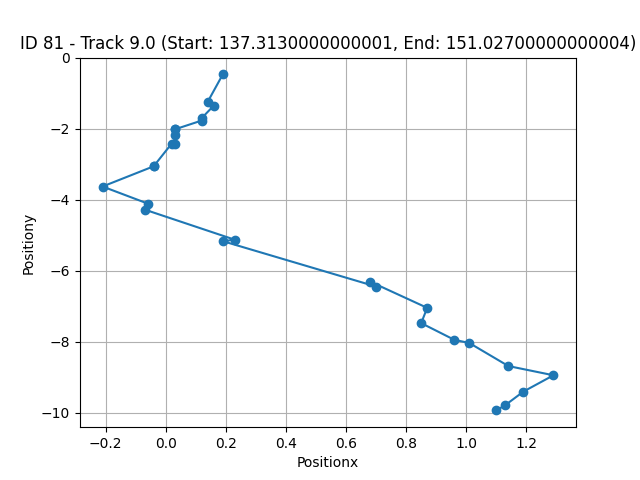 ID 81 - Track 9.0 (Start: 137.3130000000001, End: 151.02700000000004)
0
−2
−4
−6
−8
−10
Positiony
−0.2 0.0 0.2 0.4 0.6 0.8 1.0 1.2
Positionx